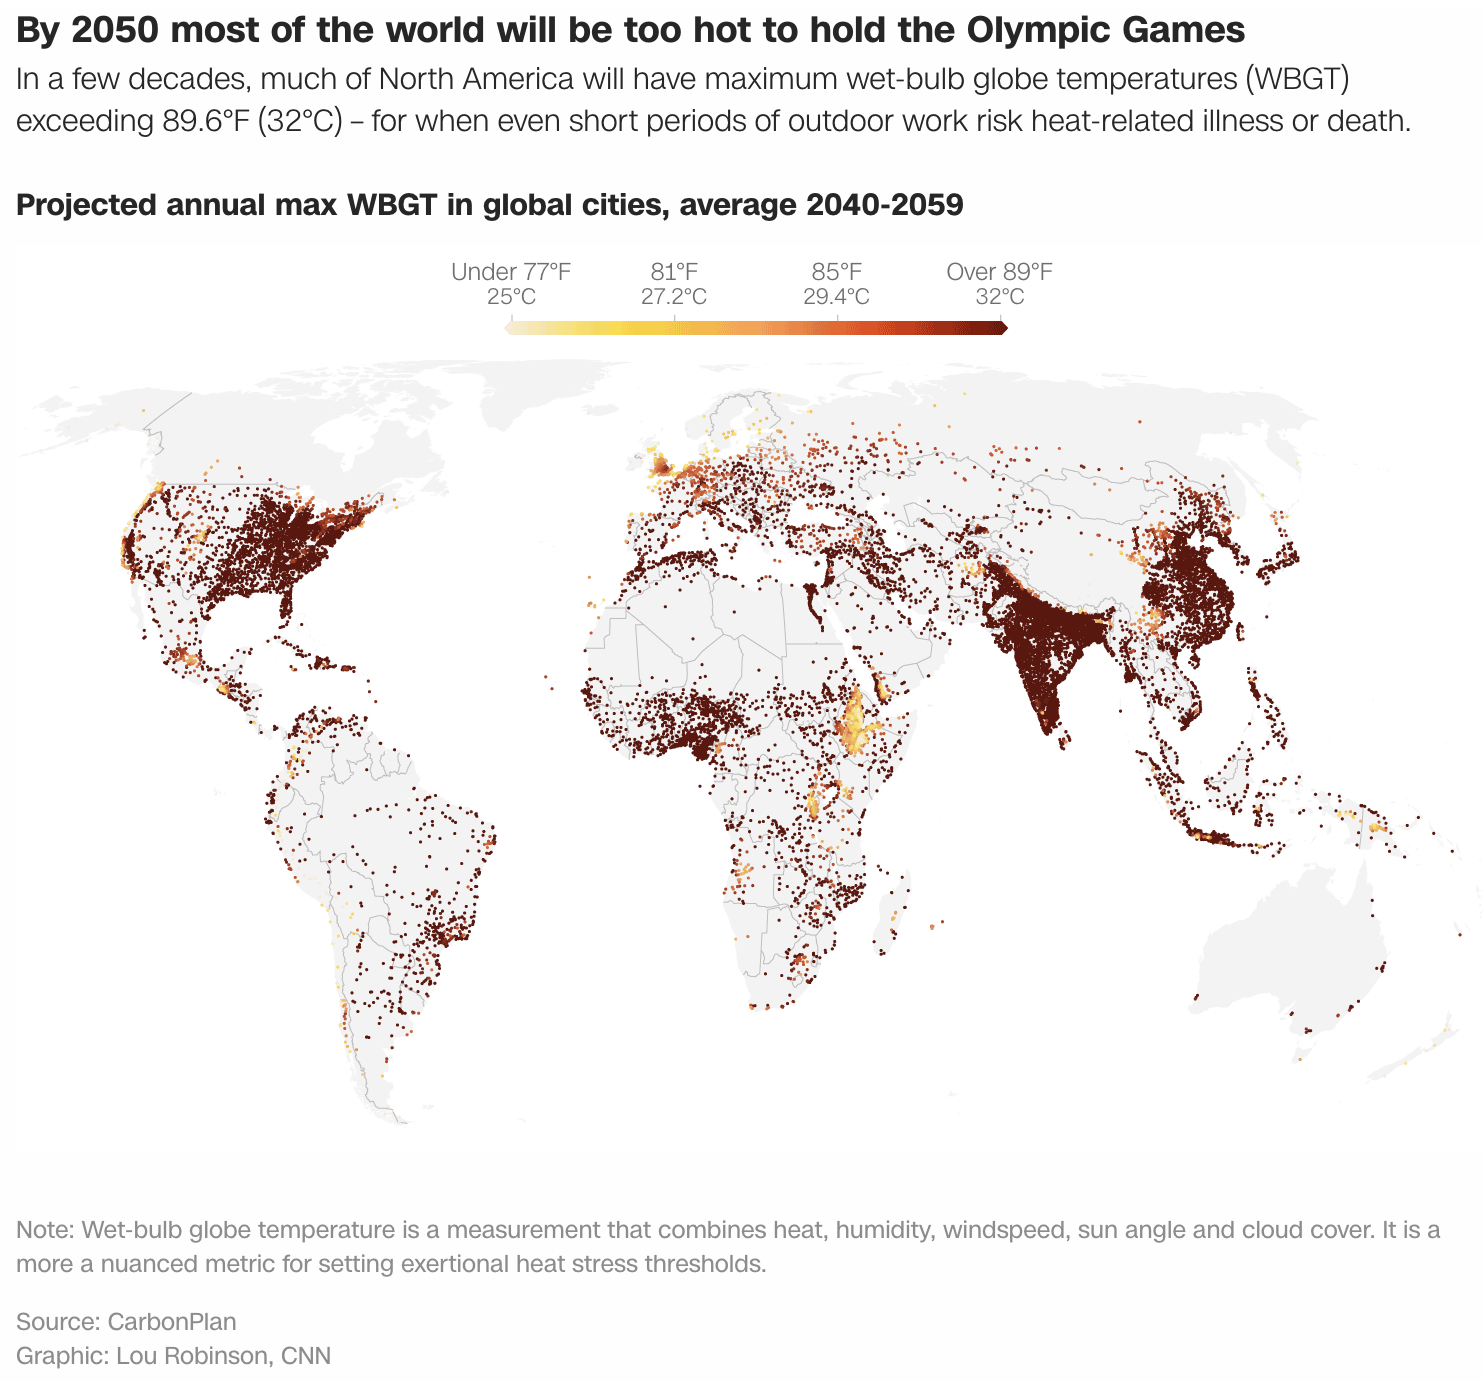 By 2050 most of the world will be too hot to hold the Olympic Games
In a few decades, much of North America will have maximum wet-bulb globe temperatures (WBGT)
exceeding 89.6°F (32°C) – for when even short periods of outdoor work risk heat-related illness or death.
Projected annual max WBGT in global cities, average 2040-2059
Under 77°F 81°F 85°F Over 89°F
25°C 27.2°C 29.4°C 32°C
Note: Wet-bulb globe temperature is a measurement that combines heat, humidity, windspeed, sun angle and cloud cover. It is a
more a nuanced metric for setting exertional heat stress thresholds.
Source: CarbonPlan
Graphic: Lou Robinson, CNN